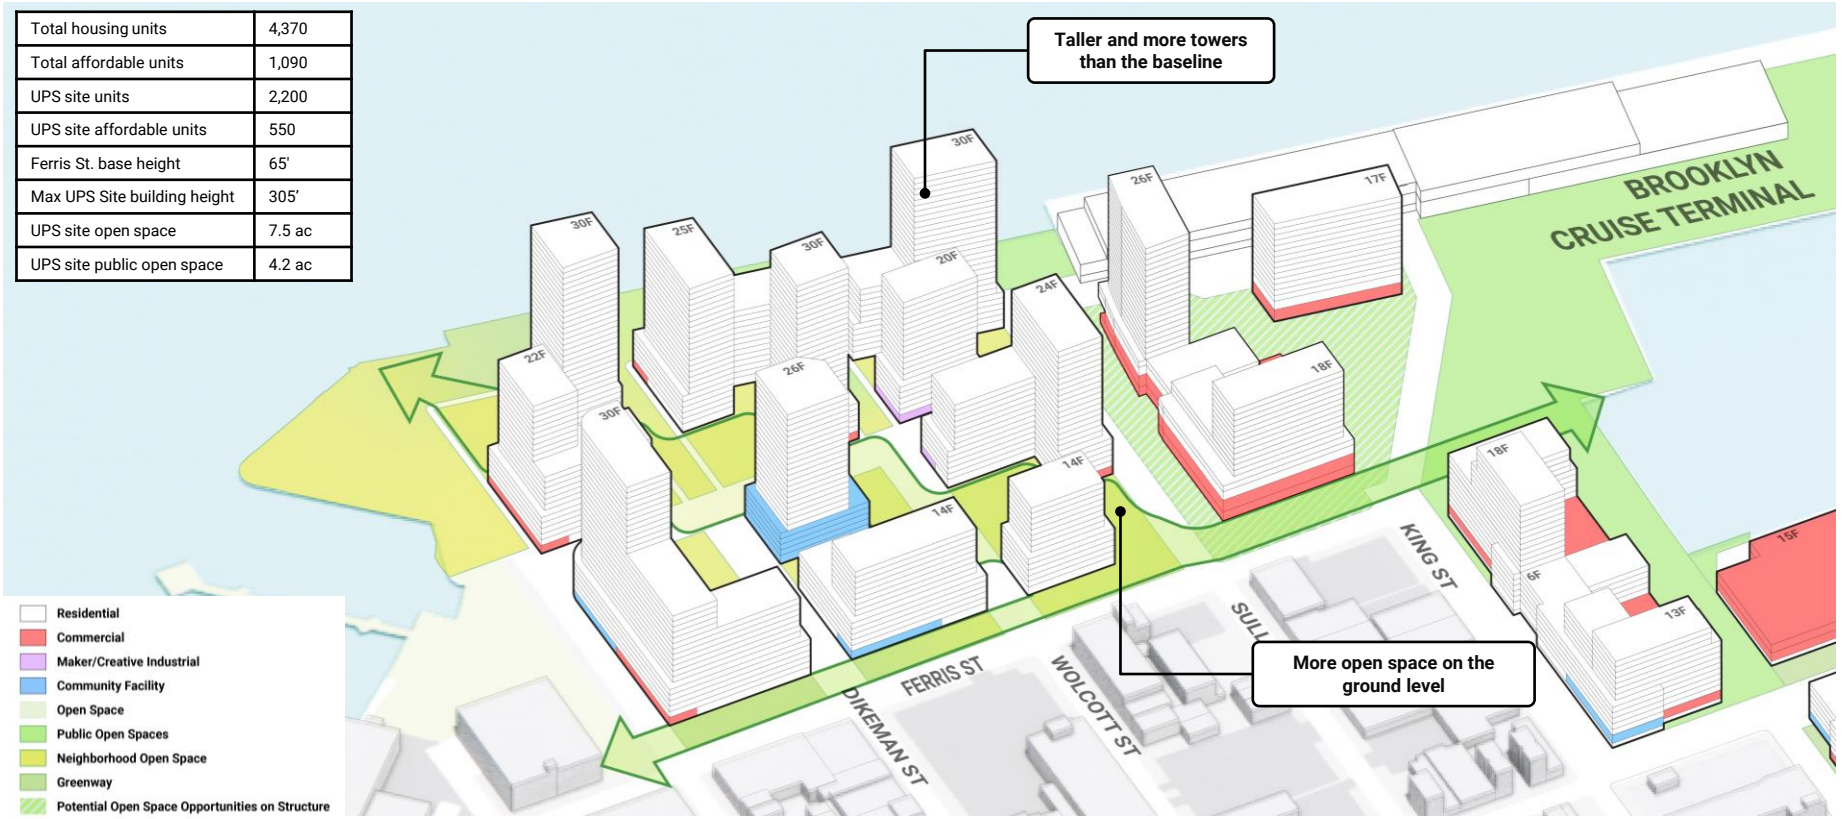 Total housing units 4,370
Total affordable units 1,090
UPS site units 2,200
UPS site affordable units 550
Ferris St. base height 65'
Max UPS Site building height 305’
UPS site open space 7.5 ac
UPS site public open space 4.2 ac
Taller and more towers
than the baseline
30F
26F
17F
BROOKLYN
CRUISE TERMINAL
30F
25F
30F
20F
24F
22F
26F
18F
30F
14F
14F
18F
15F
6F
13F
KING ST
SULL
WOLCOTT ST
FERRIS ST
DIKEMAN ST
More open space on the
ground level
Residential
Commercial
Maker/Creative Industrial
Community Facility
Open Space
Public Open Spaces
Neighborhood Open Space
Greenway
Potential Open Space Opportunities on Structure